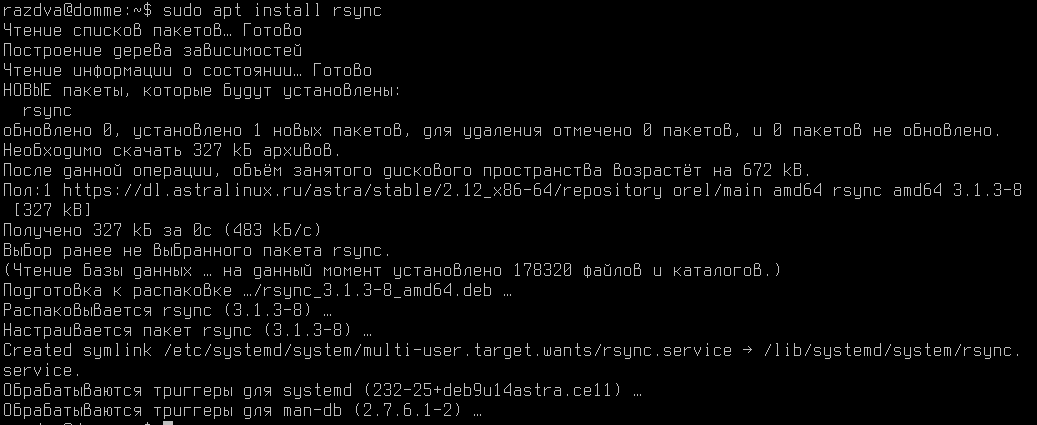 razdva@domme:~$ sudo apt install rsync
Чтение списков пакетов… Готово
Построение дерева зависимостей
Чтение информации о состоянии… Готово
НОВЫЕ пакеты, которые будут установлены:
rsync
обновлено 0, установлено 1 новых пакетов, для удаления отмечено 0 пакетов, и 0 пакетов не обновлено.
Необходимо скачать 327 kБ архивов.
После данной операции, объём занятого дискового пространства возрастёт на 672 kB.
Пол:1 https://dl.astralinux.ru/astra/stable/2.12_x86-64/repository orel/main amd64 rsync amd64 3.1.3-8
[327 kB]
Получено 327 kБ за 0с (483 kБ/c)
Выбор ранее не выбранного пакета rsync.
(Чтение базы данных … на данный момент установлено 178320 файлов и каталогов.)
Подготовка к распаковке …/rsync_3.1.3-8_amd64.deb …
Распаковывается rsync (3.1.3-8) …
Настраивается пакет rsync (3.1.3-8) …
Created symlink /etc/systemd/system/multi-user.target.wants/rsync.service → /lib/systemd/system/rsync.
service.
Обрабатываются триггеры для systemd (232-25+deb9u14astra.ce11) …
Обрабатываются триггеры для man-db (2.7.6.1-2) …